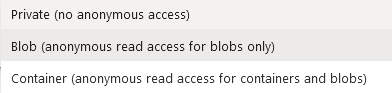 Private (no anonymous access)
Blob (anonymous read access for blobs only)
Container (anonymous read access for containers and blobs)